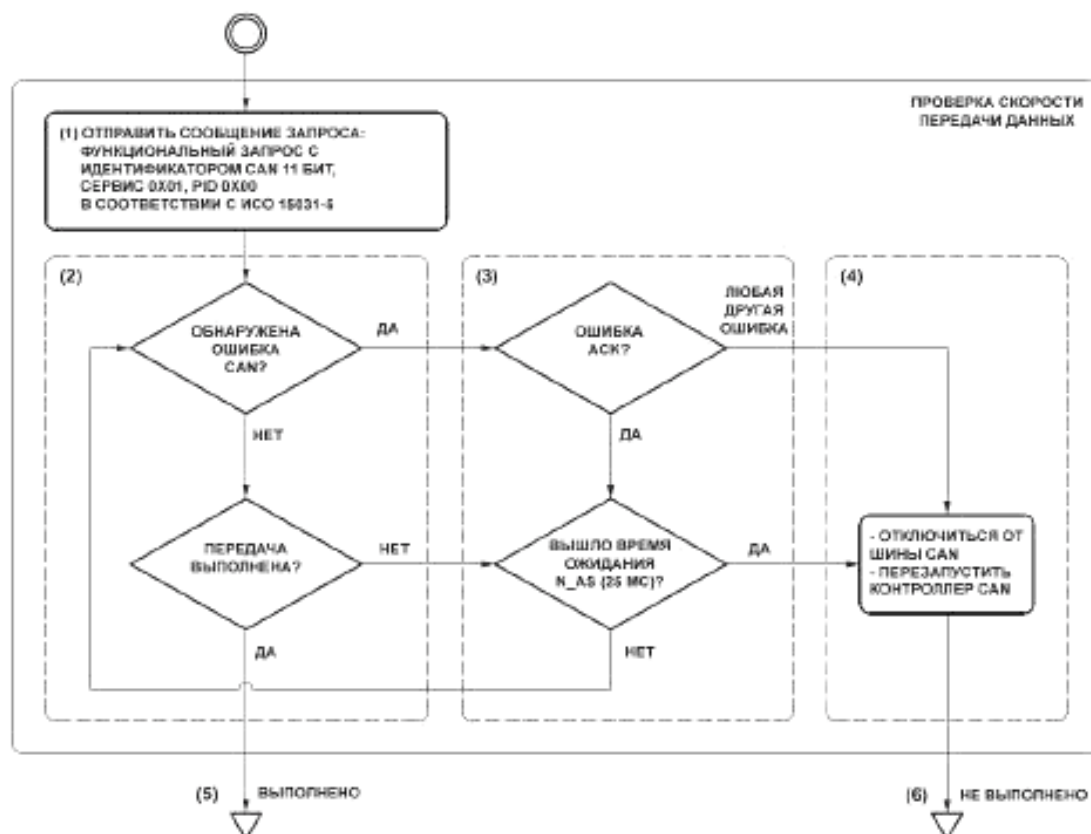 ПРОВЕРКА СКОРОСТИ
ПЕРЕДАЧИ ДАННЫХ
(1) ОТПРАВИТЬ СООБЩЕНИЕ ЗАПРОСА:
ФУНКЦИОНАЛЬНЫЙ ЗАПРОС С
ИДЕНТИФИКАТОРОМ CAN 11 БИТ,
СЕРВИС 0X01, PID 0X00
В СООТВЕТСТВИИ С ИСО 15031-5
(2)
ОБНАРУЖЕНА
ОШИБКА
CAN?
ДА
НЕТ
ПЕРЕДАЧА
ВЫПОЛНЕНА?
НЕТ
ДА
(3)
ОШИБКА
ACK?
ЛЮБАЯ
ДРУГАЯ
ОШИБКА
ДА
ВЫШЛО ВРЕМЯ
ОЖИДАНИЯ
N_AS (25 МС)?
ДА
НЕТ
(4)
- ОТКЛЮЧИТЬСЯ ОТ
ШИНЫ CAN
- ПЕРЕЗАПУСТИТЬ
КОНТРОЛЛЕР CAN
(5) ВЫПОЛНЕНО
(6) НЕ ВЫПОЛНЕНО